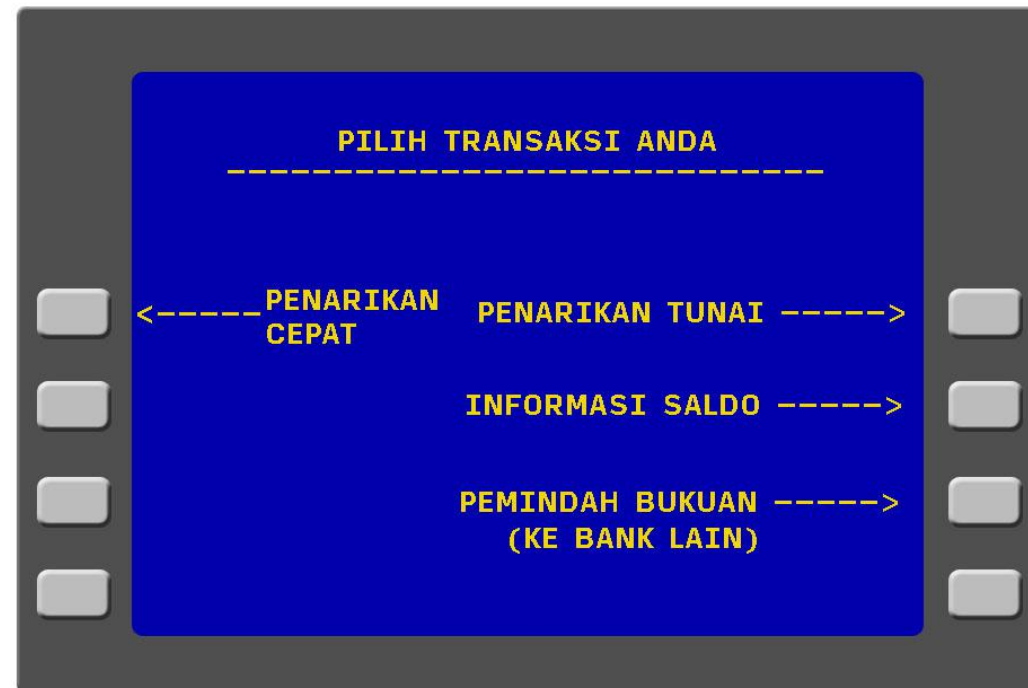 PILIH TRANSAKSI ANDA
----------------------------
<-----PENARIKAN
CEPAT
PENARIKAN TUNAI ----->
INFORMASI SALDO ----->
PEMINDAH BUKUAN ----->
(KE BANK LAIN)